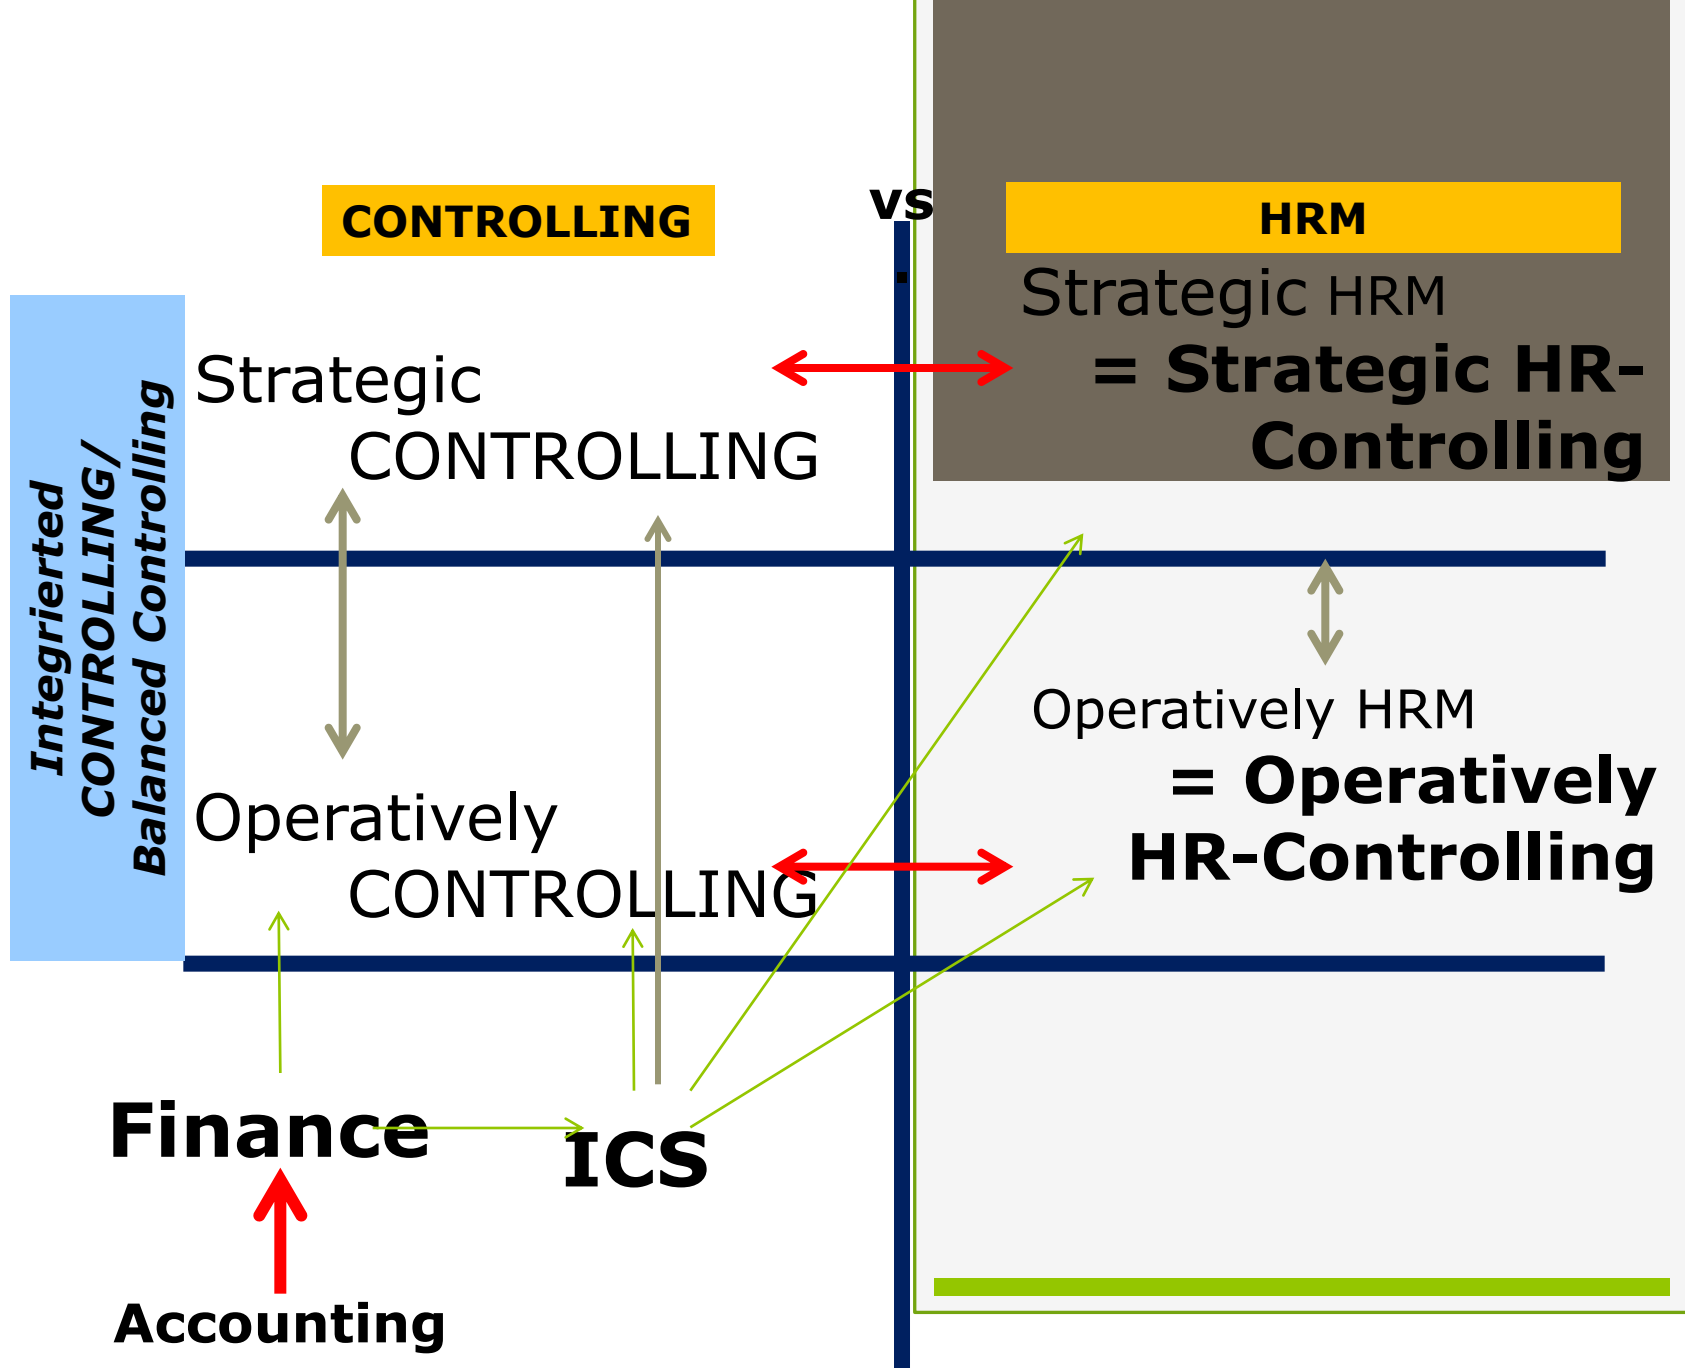 CONTROLLING
vs
.
HRM
Integrierted
CONTROLLING/
Balanced Controlling
Strategic
CONTROLLING
Strategic HRM
= Strategic HR-
Controlling
Operatively
CONTROLLING
Operatively HRM
= Operatively
HR-Controlling
Finance
ICS
Accounting